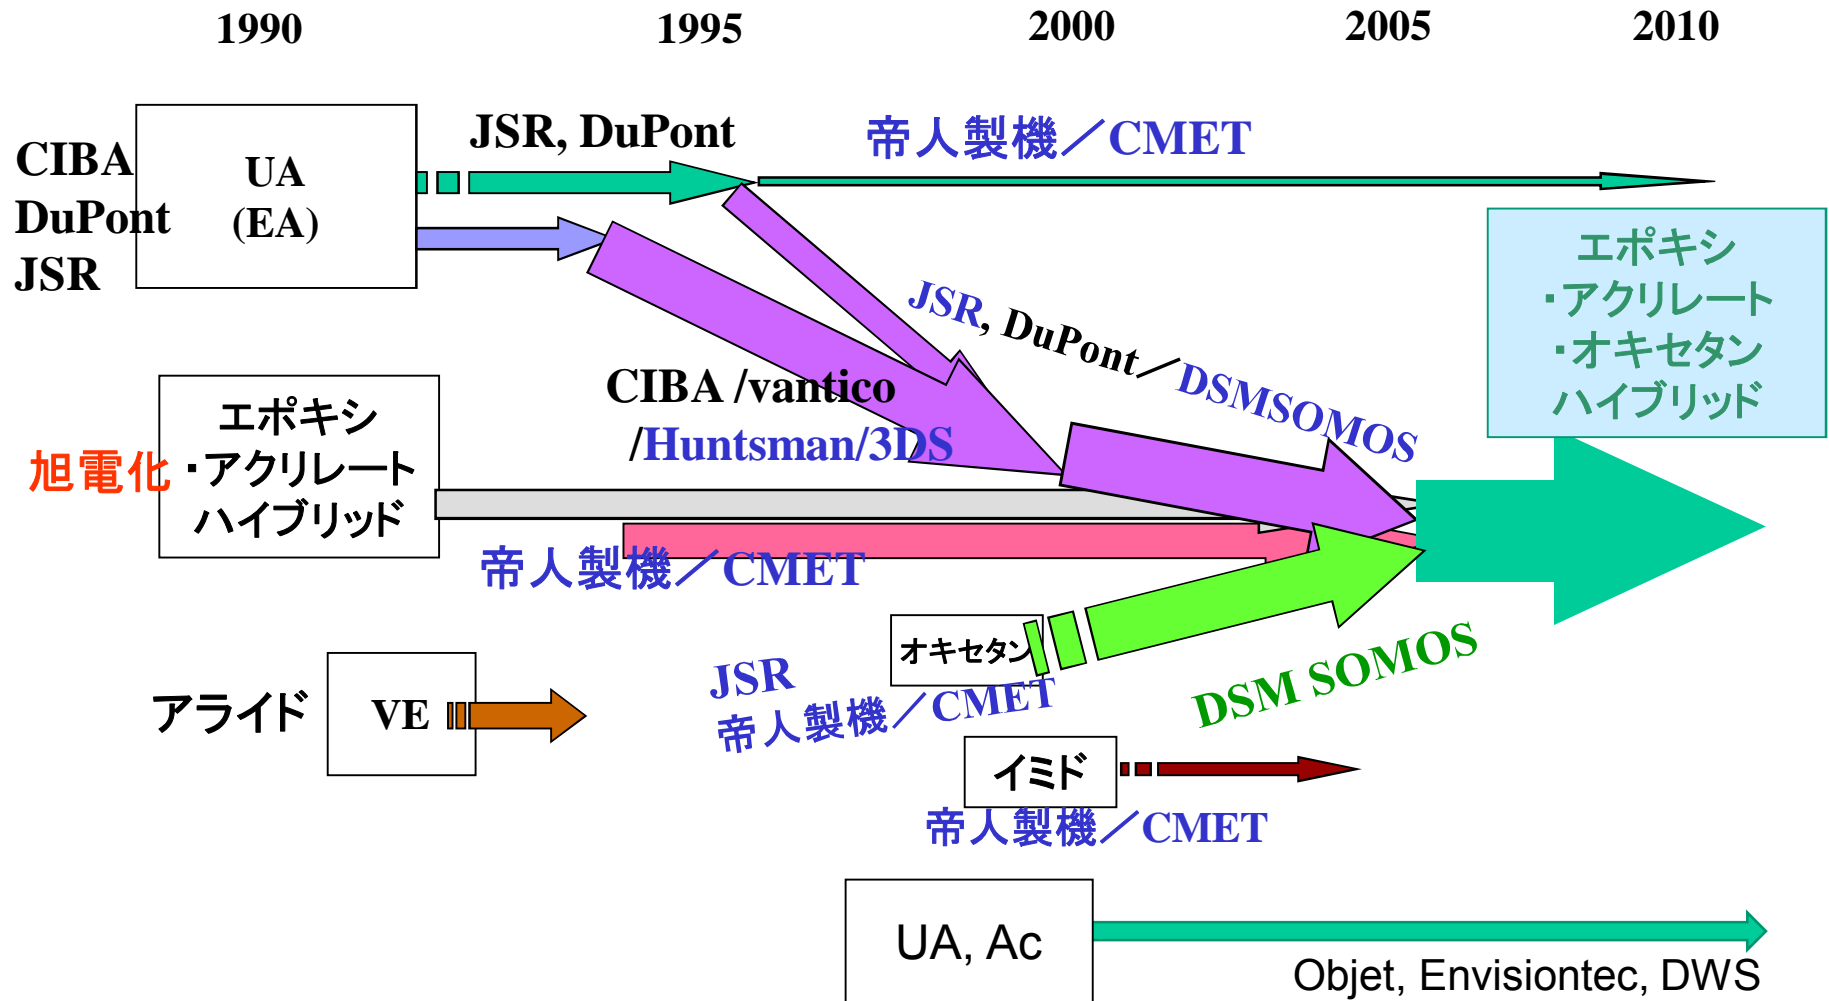 1990 1995 2000 2005 2010
JSR, DuPont
帝人製機／CMET
CIBA
DuPont
JSR
UA
(EA)
エポキシ
・アクリレート
・オキセタン
ハイブリッド
JSR, DuPont／DSMSOMOS
CIBA /vantico
/Huntsman/3DS
旭電化
エポキシ
・アクリレート
ハイブリッド
帝人製機／CMET
オキセタン
JSR
帝人製機／CMET
DSM SOMOS
アライド
VE
イミド
帝人製機／CMET
UA, Ac
Objet, Envisiontec, DWS